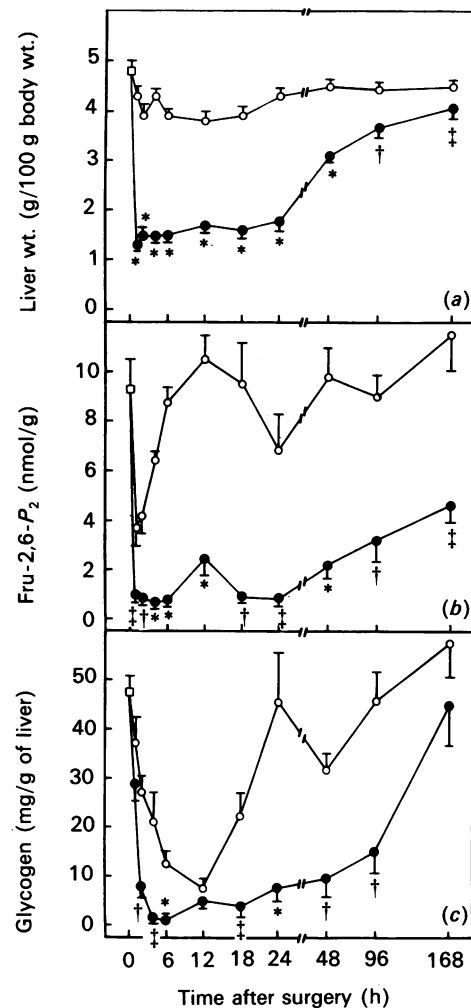 5
4
3
2
1
0
Liver wt. (g/100 g body wt.)
* * * * * * * * † ‡
(a)
10
8
6
4
2
0
Fru-2,6-P₂ (nmol/g)
‡ † * * * † ‡ * † ‡
(b)
50
40
30
20
10
0
Glycogen (mg/g of liver)
† ‡ * ‡ * † †
(c)
0 6 12 18 24 48 96 168
Time after surgery (h)